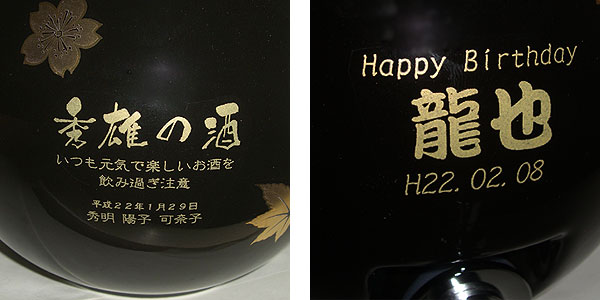 秀雄の酒
いつも元気で楽しいお酒を
飲み過ぎ注意
平成22年1月29日
秀明 陽子 可奈子
Happy Birthday
龍也
H22. 02. 08